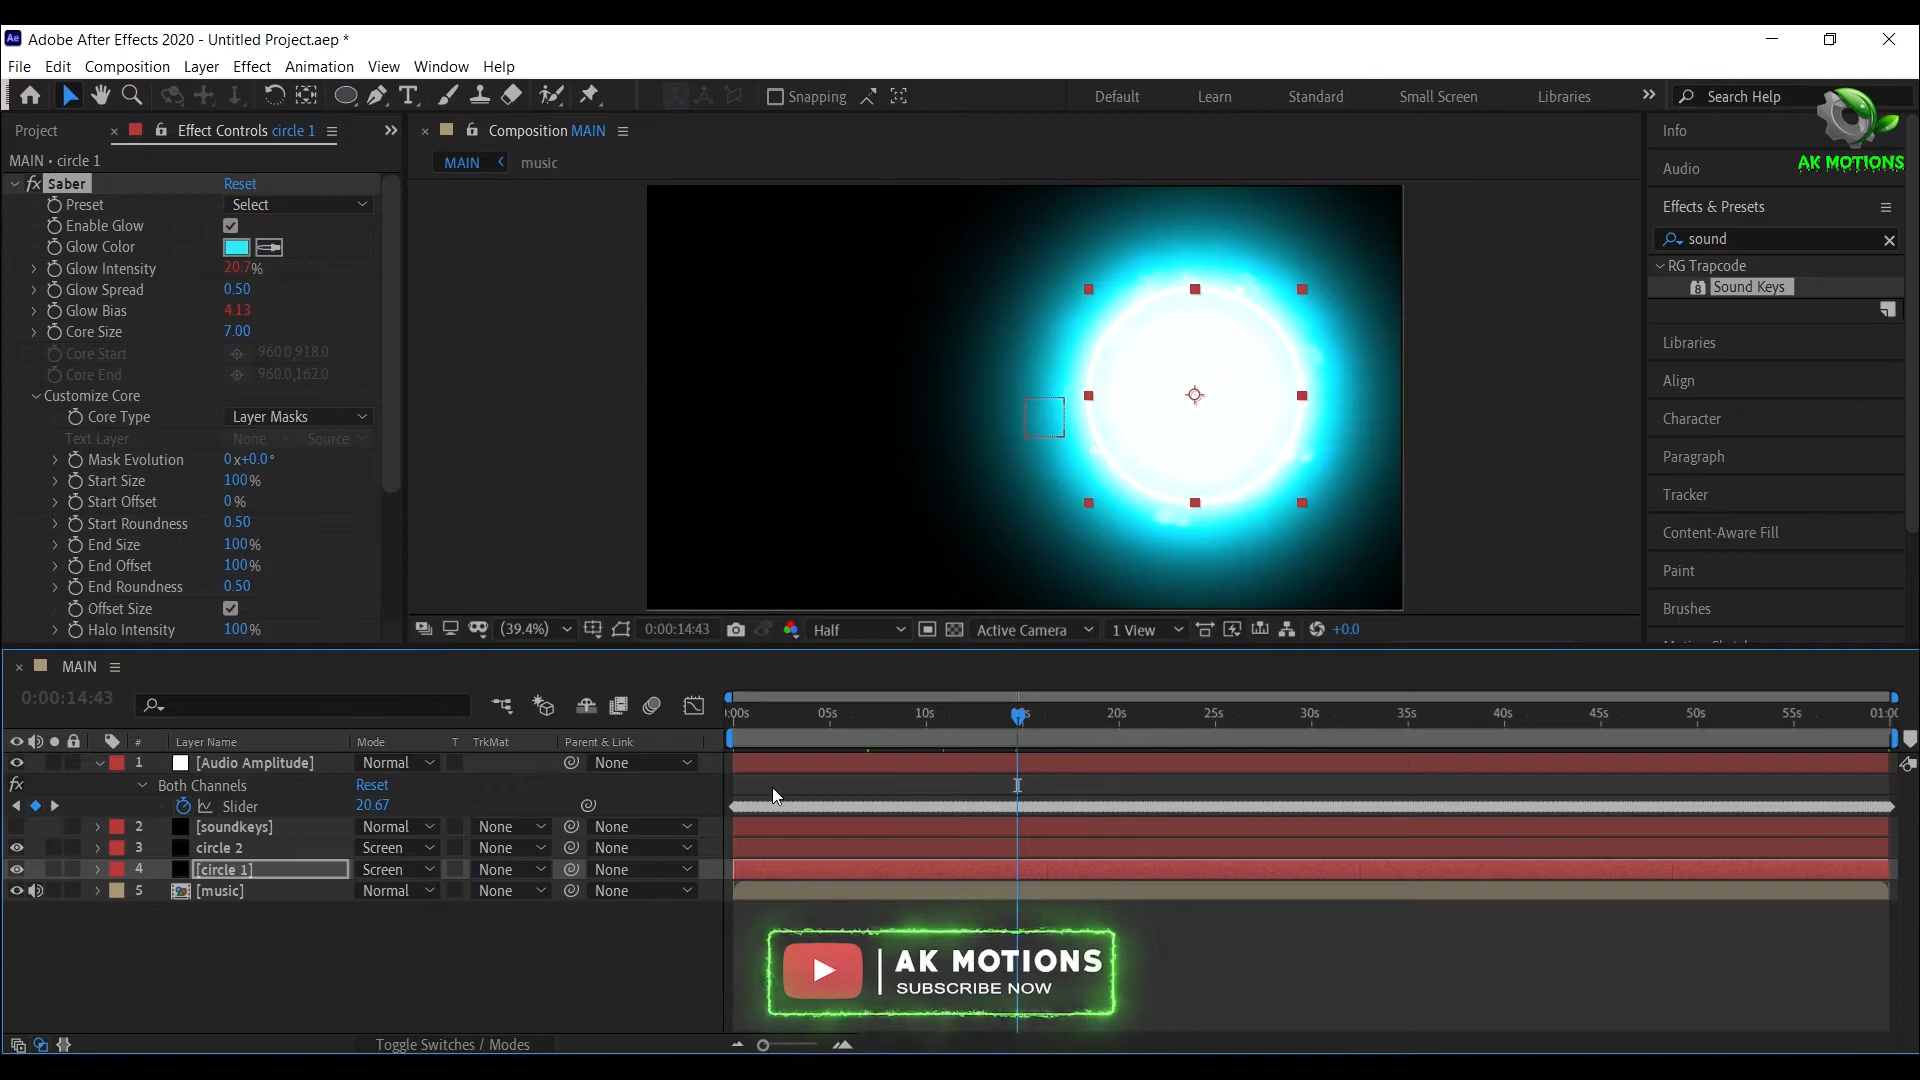 Adobe After Effects 2020 - Untitled Project.aep *
File Edit Composition Layer Effect Animation View Window Help
Snapping
Default Learn Standard Small Screen Libraries
Search Help
AK MOTIONS
Project
Effect Controls circle 1
MAIN • circle 1
fx Saber Reset
Preset Select
Enable Glow
Glow Color
Glow Intensity 20.7%
Glow Spread 0.50
Glow Bias 4.13
Core Size 7.00
Core Start 960.0,918.0
Core End 960.0,162.0
Customize Core
Core Type Layer Masks
Text Layer None Source
Mask Evolution 0x+0.0°
Start Size 100%
Start Offset 0%
Start Roundness 0.50
End Size 100%
End Offset 100%
End Roundness 0.50
Offset Size
Halo Intensity 100%
Composition MAIN
MAIN music
(39.4%) 0:00:14:43 Half Active Camera 1 View +0.0
Info
Audio
Effects & Presets
sound
RG Trapcode
Sound Keys
Libraries
Align
Character
Paragraph
Tracker
Content-Aware Fill
Paint
Brushes
MAIN
0:00:14:43
:00s 05s 10s 20s 25s 30s 35s 40s 45s 50s 55s 01:00
# Layer Name Mode T TrkMat Parent & Link
1 [Audio Amplitude] Normal None
fx Both Channels Reset
Slider 20.67
2 [soundkeys] Normal None None
3 circle 2 Screen None None
4 [circle 1] Screen None None
5 [music] Normal None None
AK MOTIONS
SUBSCRIBE NOW
Toggle Switches / Modes